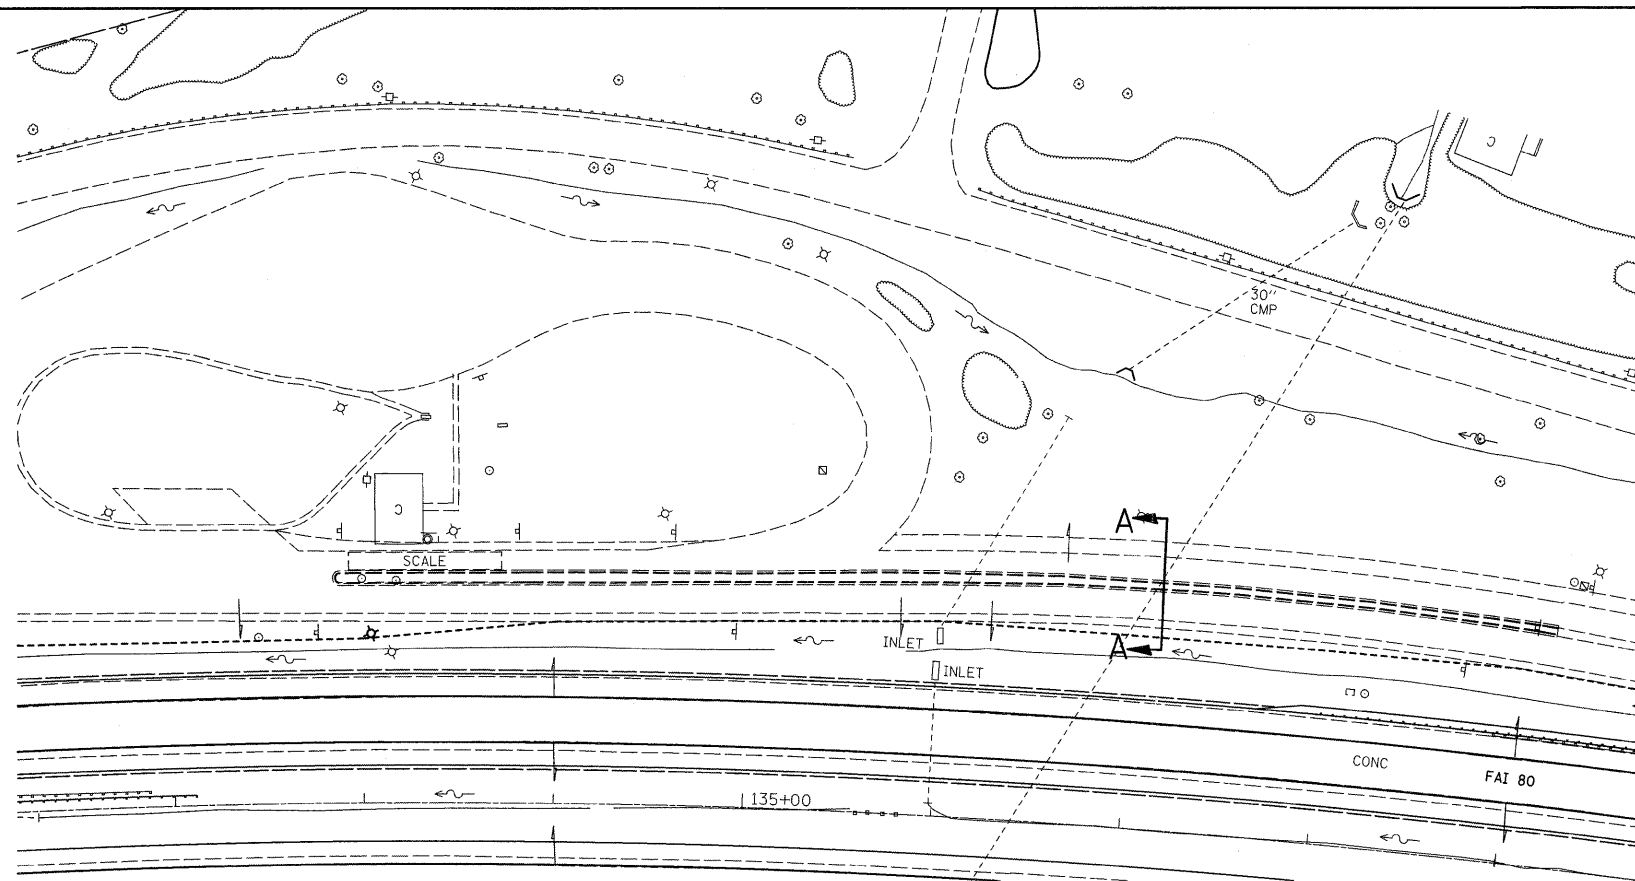 C
30"
CMP
C
A
SCALE
INLET
A
INLET
CONC
FAI 80
135+00